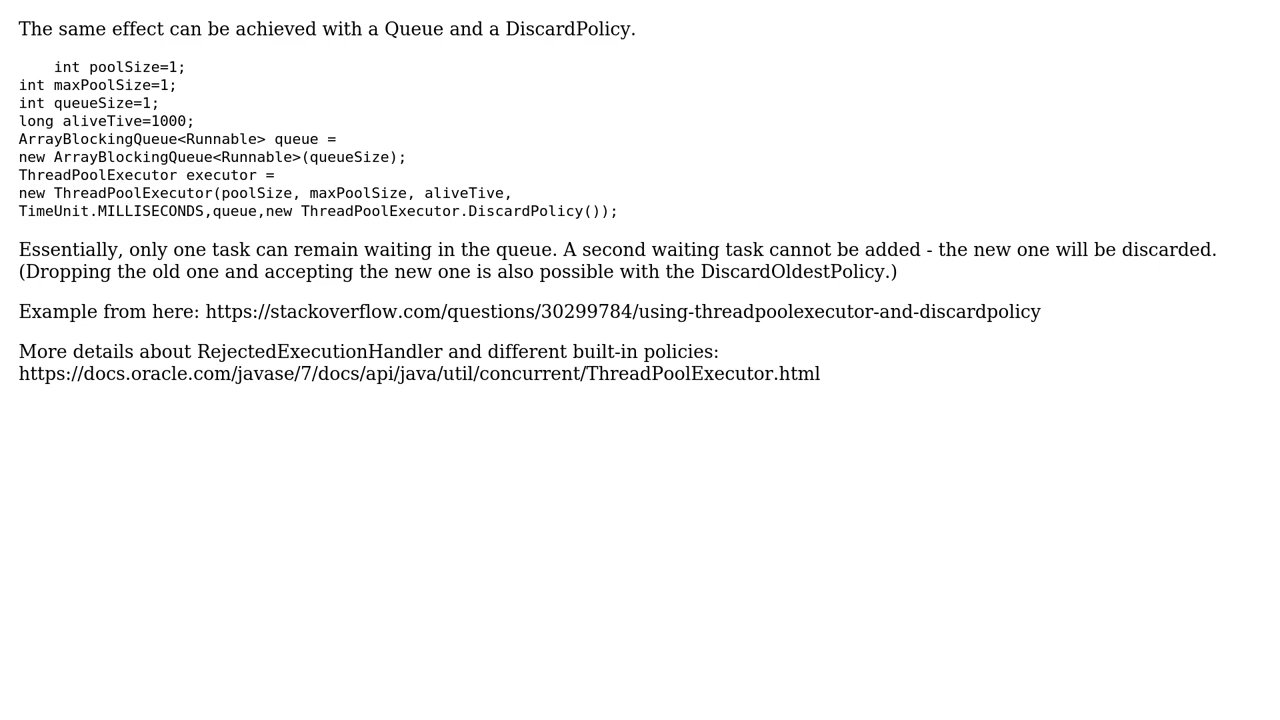 The same effect can be achieved with a Queue and a DiscardPolicy.
    int poolSize=1;
int maxPoolSize=1;
int queueSize=1;
long aliveTive=1000;
ArrayBlockingQueue<Runnable> queue =
new ArrayBlockingQueue<Runnable>(queueSize);
ThreadPoolExecutor executor =
new ThreadPoolExecutor(poolSize, maxPoolSize, aliveTive,
TimeUnit.MILLISECONDS,queue,new ThreadPoolExecutor.DiscardPolicy());
Essentially, only one task can remain waiting in the queue. A second waiting task cannot be added - the new one will be discarded.
(Dropping the old one and accepting the new one is also possible with the DiscardOldestPolicy.)
Example from here: https://stackoverflow.com/questions/30299784/using-threadpoolexecutor-and-discardpolicy
More details about RejectedExecutionHandler and different built-in policies:
https://docs.oracle.com/javase/7/docs/api/java/util/concurrent/ThreadPoolExecutor.html